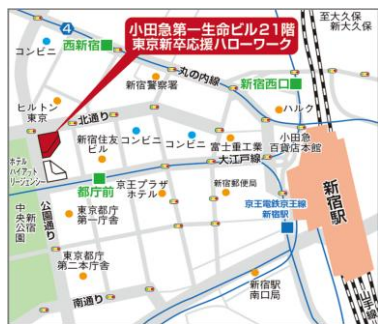 小田急第一生命ビル21階
東京新卒応援ハローワーク
至大久保
新大久保
4
西新宿
コンビニ
丸の内線
新宿西口
新宿警察署
ヒルトン
東京
北通り
ハルク
新宿住友
ビル
コンビニ
コンビニ
富士重工業
小田急
百貨店本館
大江戸線
ホテル
ハイアット
リージェンシー
都庁前
京王プラザ
ホテル
新宿郵便局
新宿駅
京王電鉄京王線
新宿駅
公園通り
新宿
中央公園
東京都庁
第一庁舎
東京都庁
第二本庁舎
南通り
新宿駅
南口局
山手線